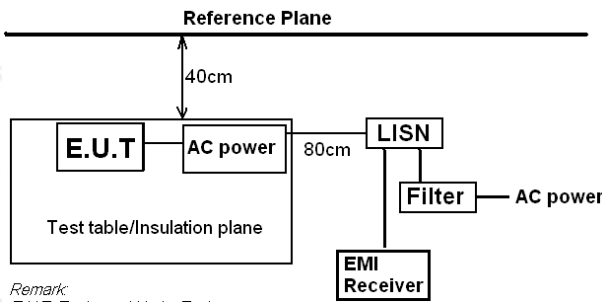 Reference Plane
40cm
E.U.T
AC power
80cm
LISN
Filter
AC power
Test table/Insulation plane
EMI
Receiver
Remark: